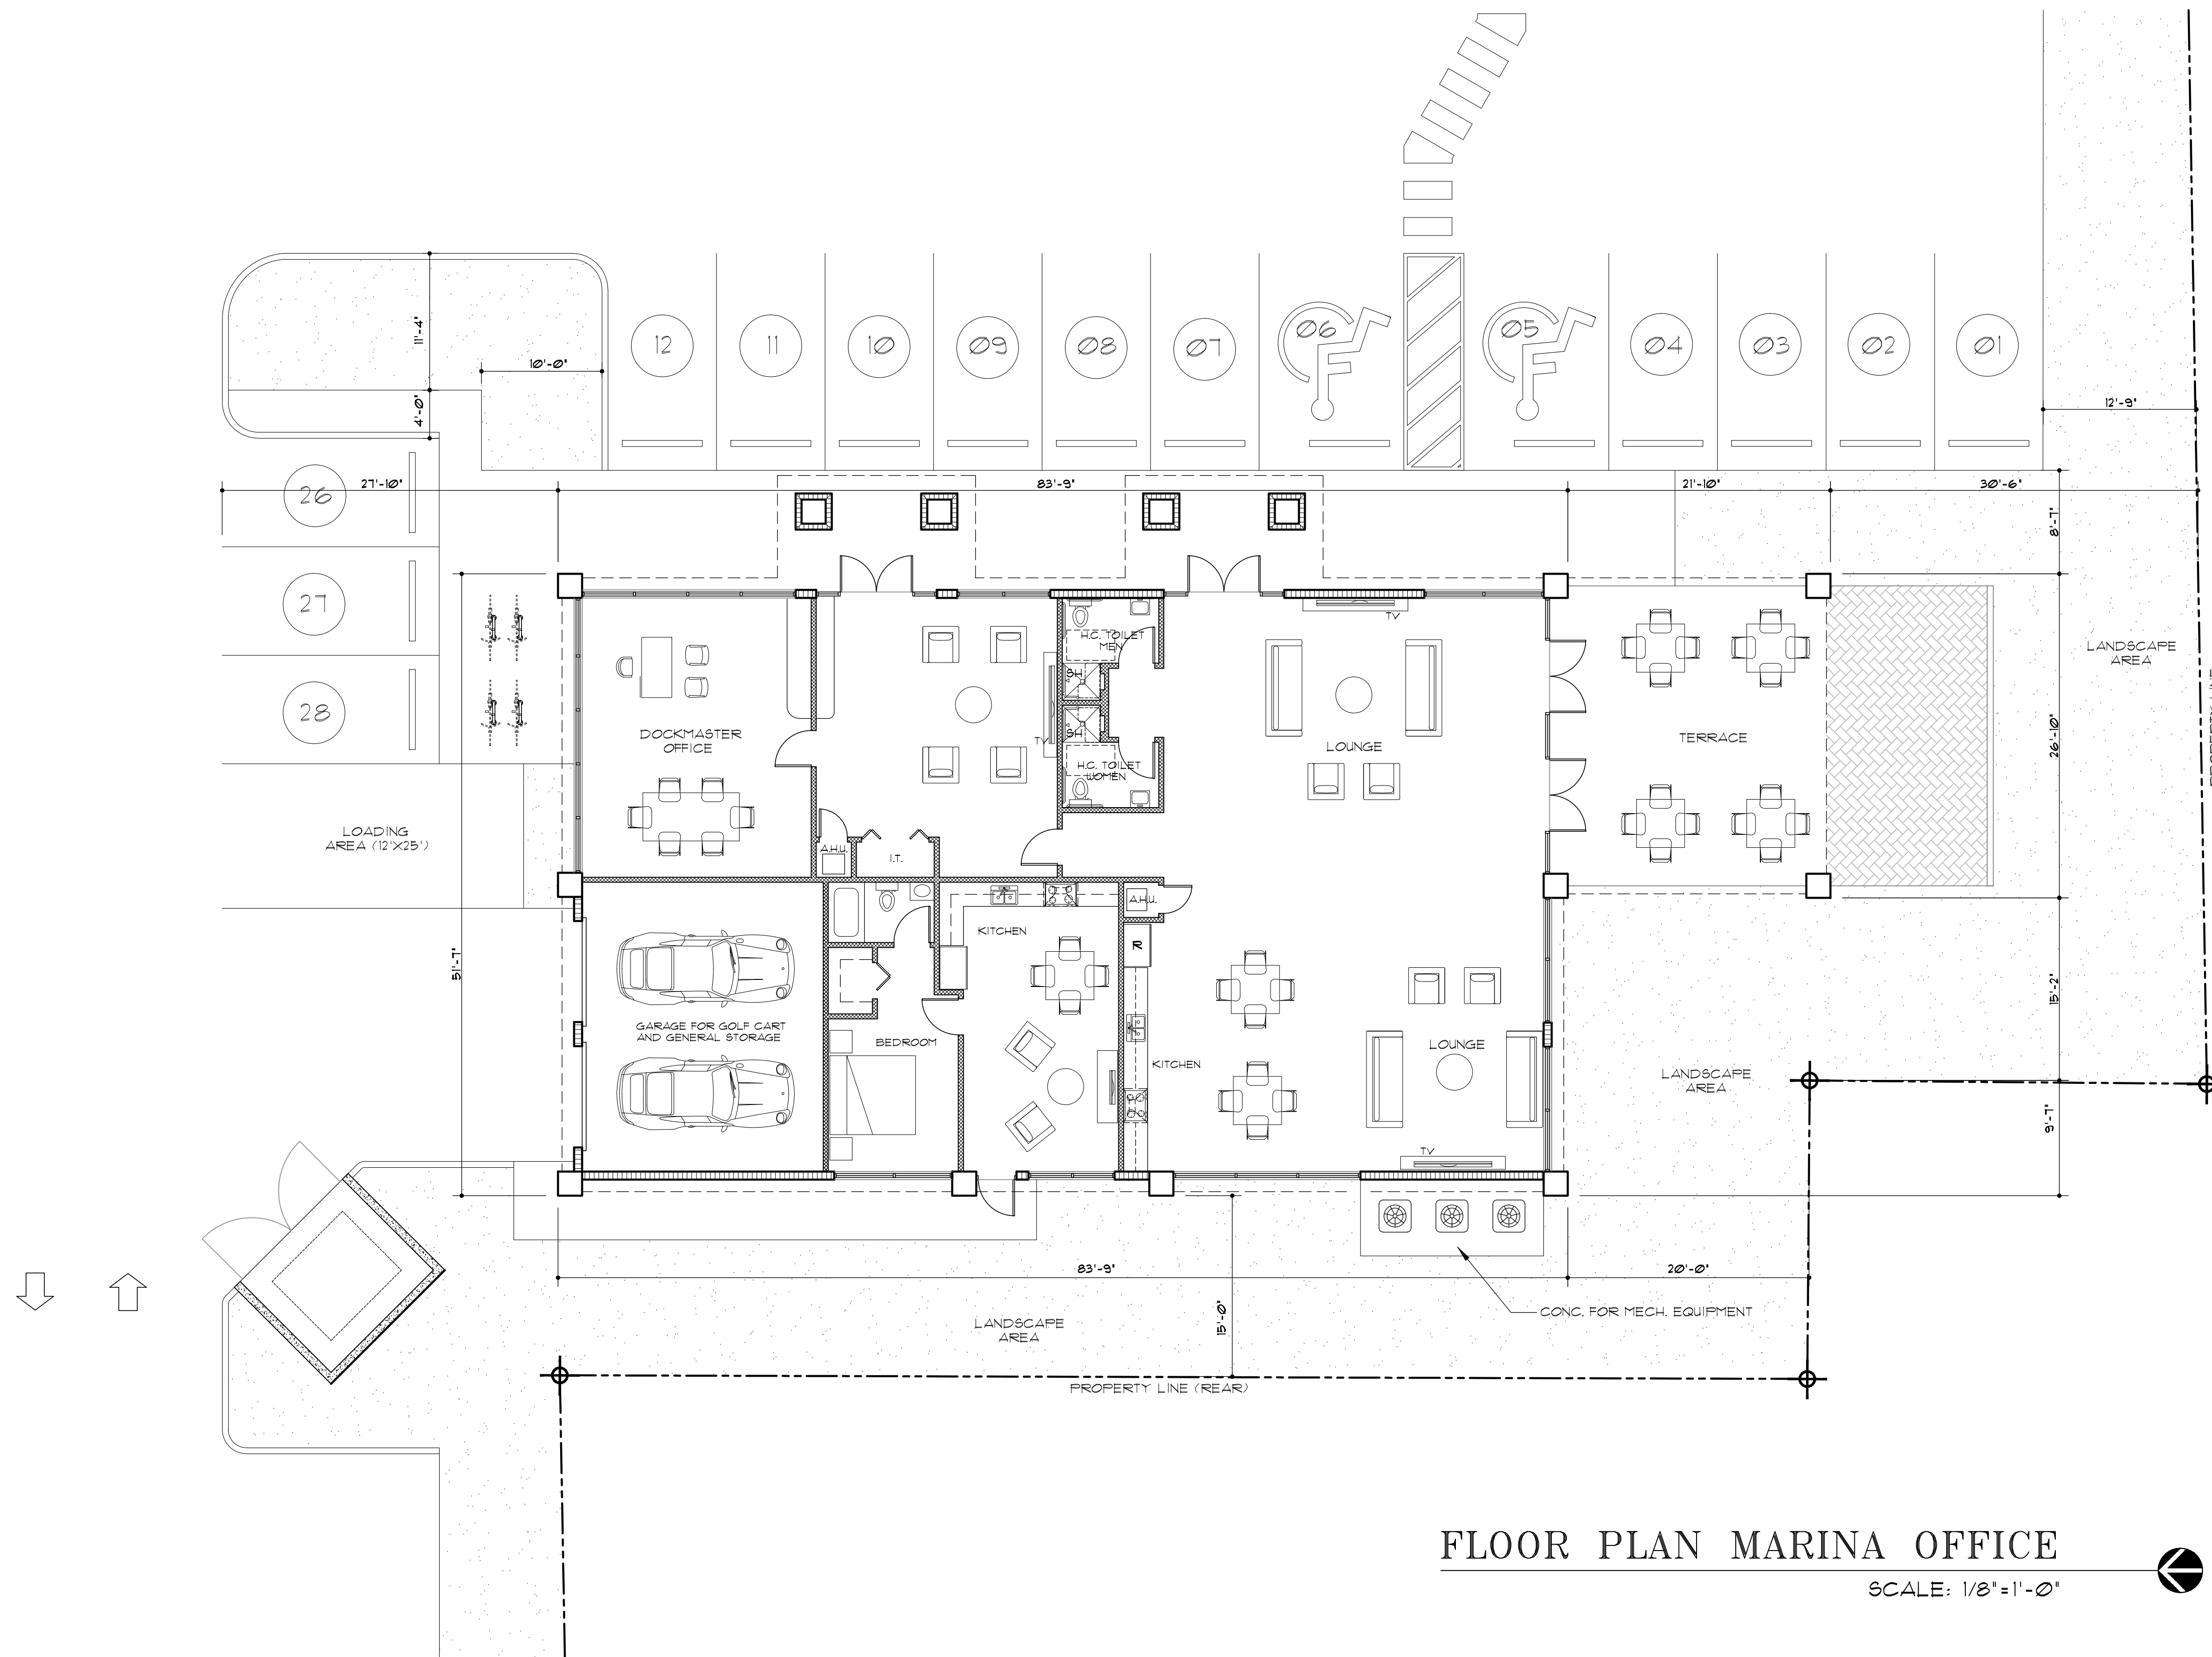 11'-4"
10'-0"
4'-0"
12
11
10
09
08
07
06
05
04
03
02
01
12'-9"
26
27'-10"
83'-9"
21'-10"
30'-6"
8'-7"
27
28
TV
H.C. TOILET
MEN
SH
LANDSCAPE
AREA
DOCKMASTER
OFFICE
SH
TV
LOUNGE
TERRACE
26'-10"
H.C. TOILET
WOMEN
LOADING
AREA (12'X25')
A.H.U.
I.T.
A.H.U.
KITCHEN
R
51'-7"
15'-2"
GARAGE FOR GOLF CART
AND GENERAL STORAGE
BEDROOM
KITCHEN
LOUNGE
LANDSCAPE
AREA
9'-7"
TV
83'-9"
20'-0"
15'-0"
CONC. FOR MECH. EQUIPMENT
LANDSCAPE
AREA
PROPERTY LINE (REAR)
FLOOR PLAN MARINA OFFICE
SCALE: 1/8"=1'-0"